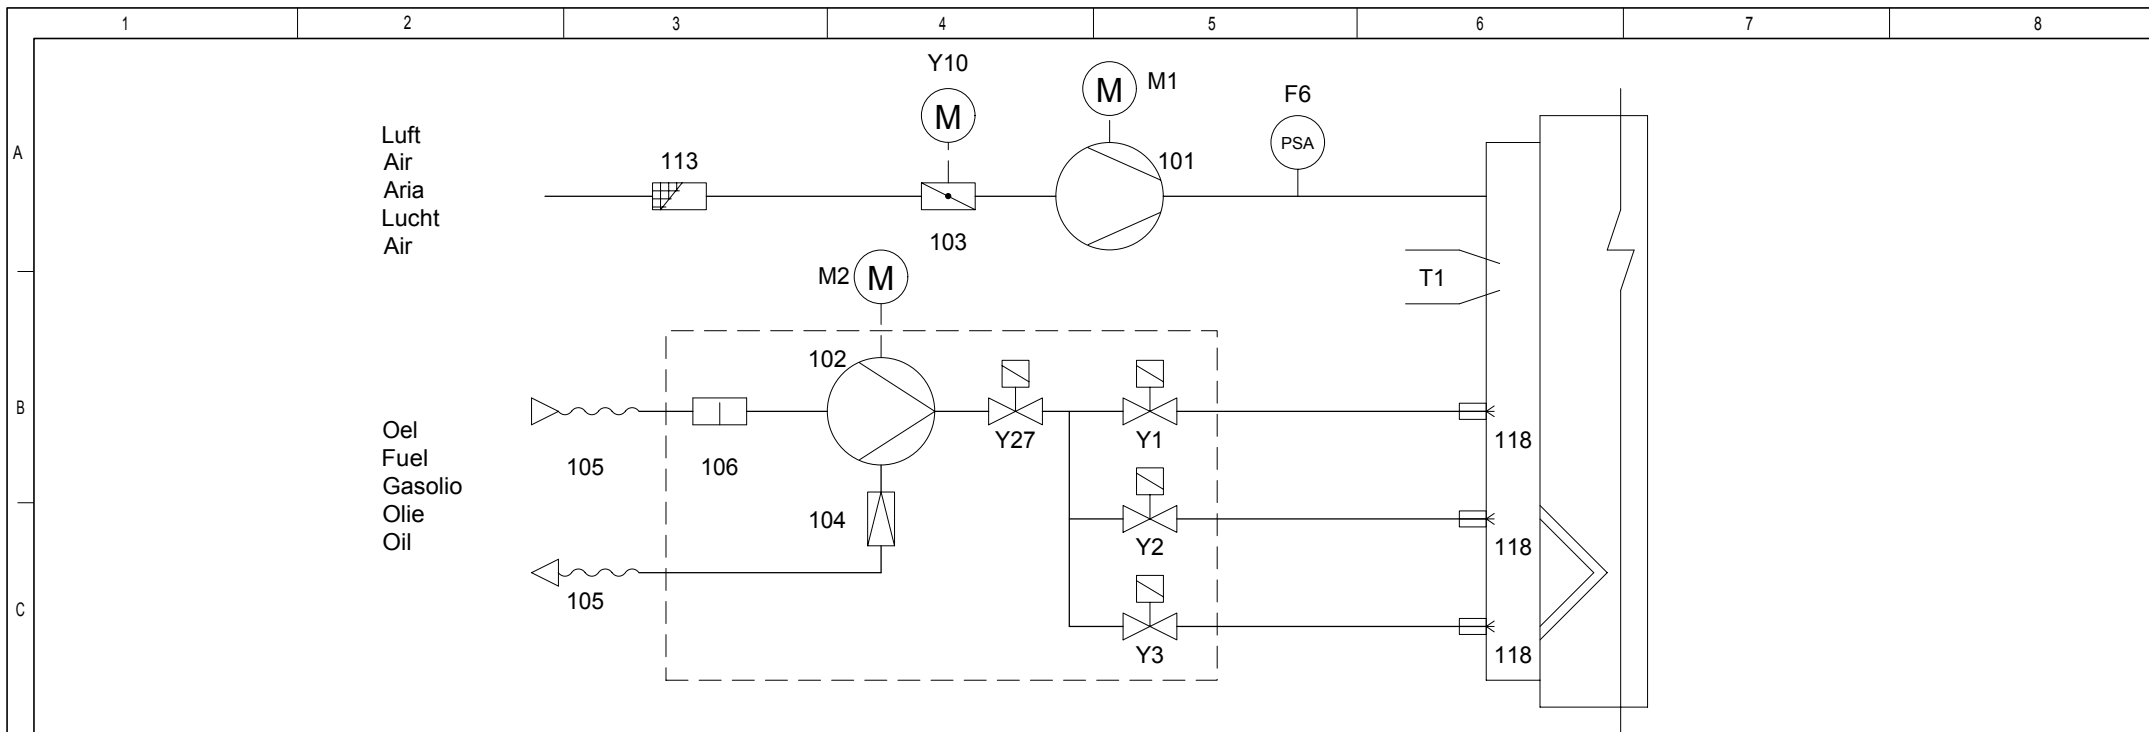 1 2 3 4 5 6 7 8
A
B
C
Y10
M
M M1
F6
PSA
Luft
Air
Aria
Lucht
Air
113
101
103
M2 M
T1
102
Y27
Y1
118
Oel
Fuel
Gasolio
Olie
Oil
105
106
104
Y2
118
105
Y3
118